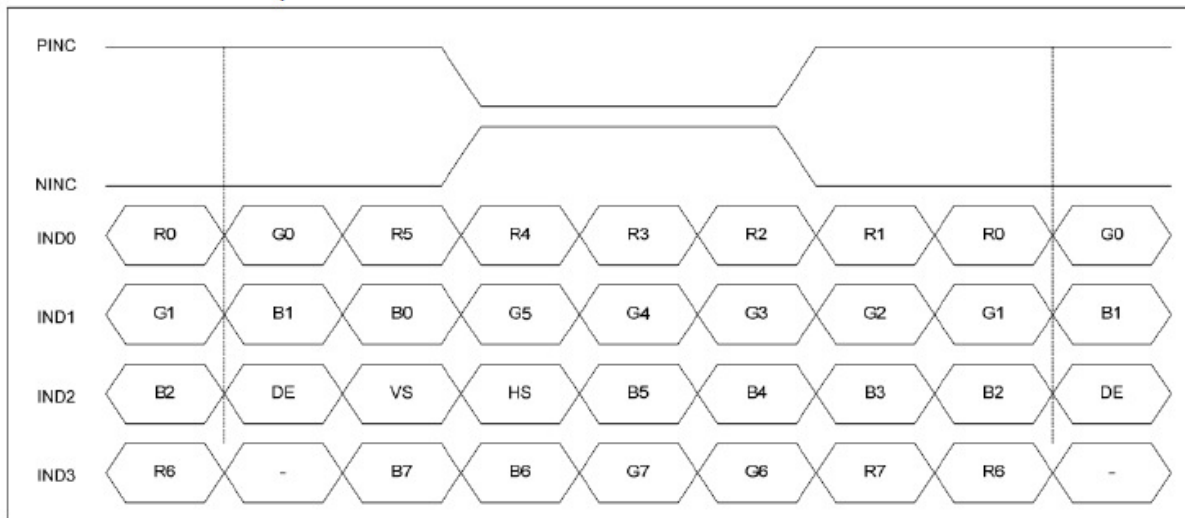 PINC
NINC
IND0 R0 G0 R5 R4 R3 R2 R1 R0 G0
IND1 G1 B1 B0 G5 G4 G3 G2 G1 B1
IND2 B2 DE VS HS B5 B4 B3 B2 DE
IND3 R6 - B7 B6 G7 G6 R7 R6 -